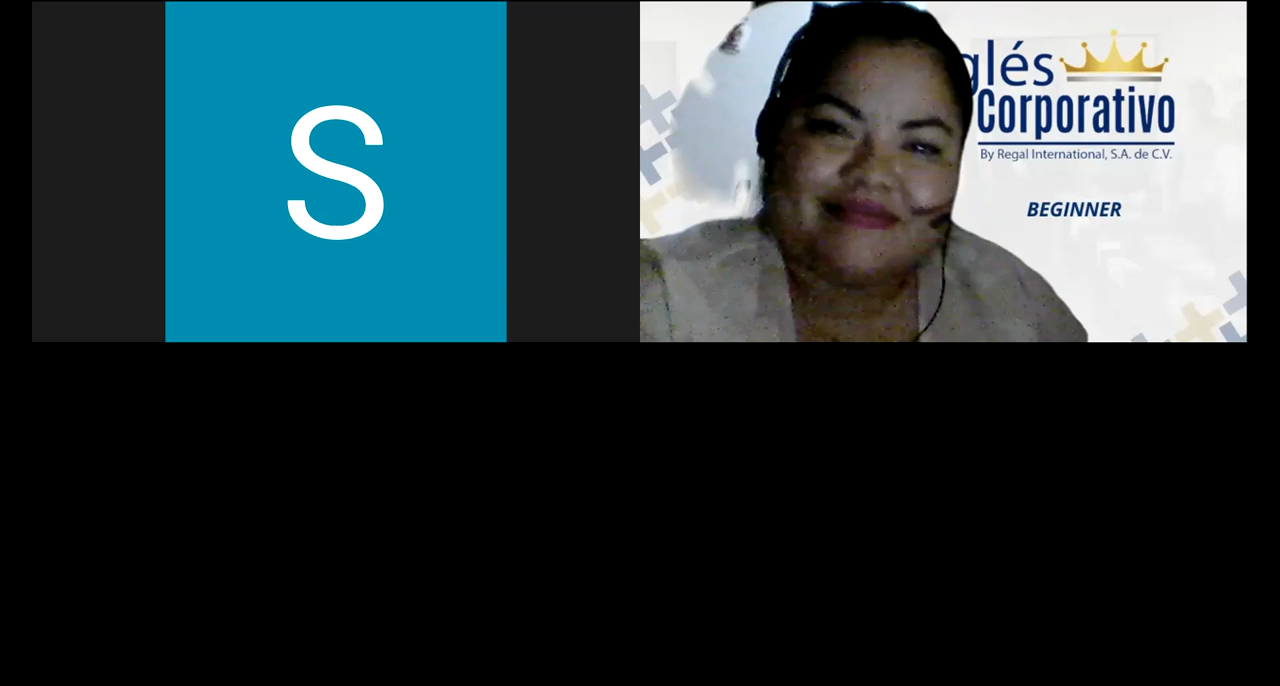 S
glés
Corporativo
By Regal International, S.A. de C.V.
BEGINNER